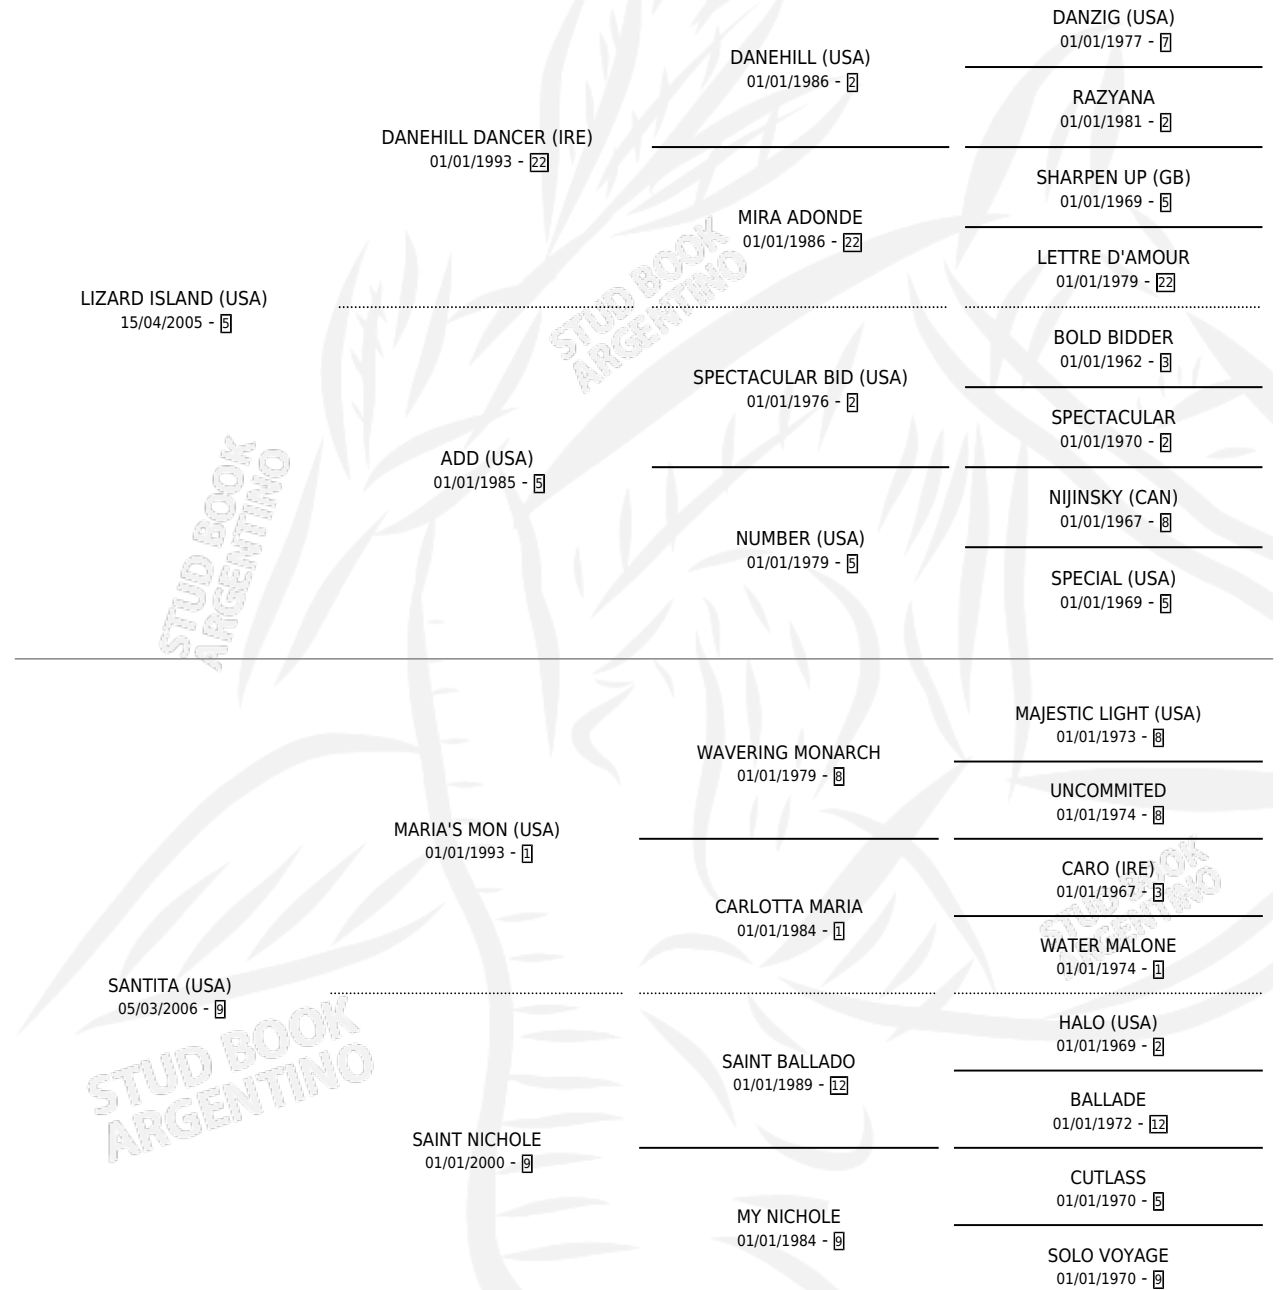 DANZIG (USA)
01/01/1977 - 7
DANEHILL (USA)
01/01/1986 - 2
RAZYANA
01/01/1981 - 2
DANEHILL DANCER (IRE)
01/01/1993 - 22
SHARPEN UP (GB)
01/01/1969 - 5
MIRA ADONDE
01/01/1986 - 22
LETTRE D'AMOUR
01/01/1979 - 22
LIZARD ISLAND (USA)
15/04/2005 - 5
BOLD BIDDER
01/01/1962 - 3
SPECTACULAR BID (USA)
01/01/1976 - 2
SPECTACULAR
01/01/1970 - 2
ADD (USA)
01/01/1985 - 5
NIJINSKY (CAN)
01/01/1967 - 8
NUMBER (USA)
01/01/1979 - 5
SPECIAL (USA)
01/01/1969 - 5
MAJESTIC LIGHT (USA)
01/01/1973 - 8
WAVERING MONARCH
01/01/1979 - 8
UNCOMMITED
01/01/1974 - 8
MARIA'S MON (USA)
01/01/1993 - 1
CARO (IRE)
01/01/1967 - 3
CARLOTTA MARIA
01/01/1984 - 1
WATER MALONE
01/01/1974 - 1
SANTITA (USA)
05/03/2006 - 9
HALO (USA)
01/01/1969 - 2
SAINT BALLADO
01/01/1989 - 12
BALLADE
01/01/1972 - 12
SAINT NICHOLE
01/01/2000 - 9
CUTLASS
01/01/1970 - 5
MY NICHOLE
01/01/1984 - 9
SOLO VOYAGE
01/01/1970 - 9
STUD BOOK
ARGENTINO
STUD BOOK
ARGENTINO
STUD BOOK
ARGENTINO
STUD BOOK
ARGENTINO